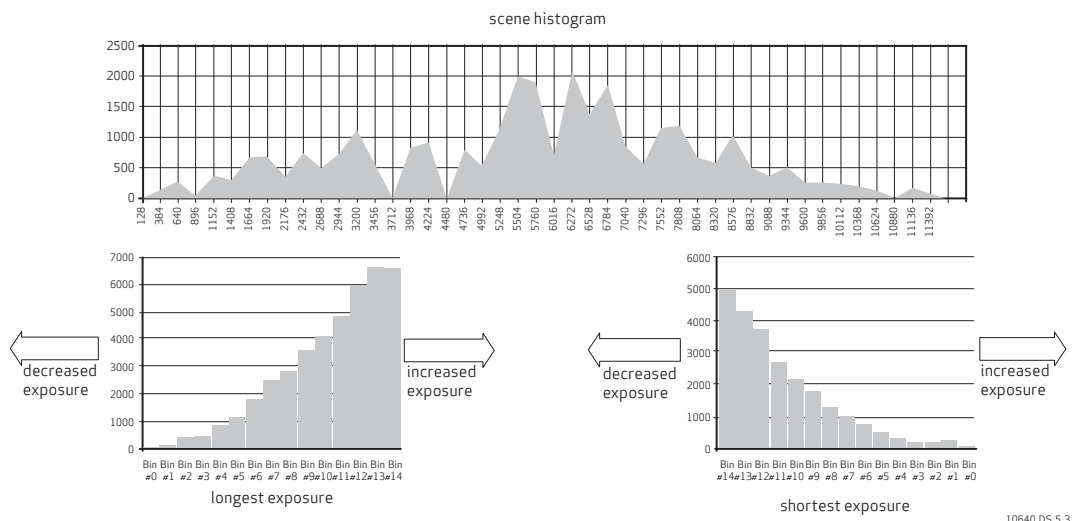 scene histogram
2500
2000
1500
1000
500
0
128 384 640 896 1152 1408 1664 1920 2176 2432 2688 2944 3200 3456 3712 3968 4224 4480 4736 4992 5248 5504 5760 6016 6272 6528 6784 7040 7296 7552 7808 8064 8320 8576 8832 9088 9344 9600 9856 10112 10368 10624 10880 11136 11392
7000
6000
5000
4000
3000
2000
1000
0
decreased
exposure
increased
exposure
Bin Bin Bin Bin Bin Bin Bin Bin Bin Bin Bin Bin Bin Bin Bin
#0 #1 #2 #3 #4 #5 #6 #7 #8 #9 #10 #11 #12 #13 #14
longest exposure
6000
5000
4000
3000
2000
1000
0
decreased
exposure
increased
exposure
Bin Bin Bin Bin Bin Bin Bin Bin Bin Bin Bin Bin Bin Bin Bin
#14 #13 #12 #11 #10 #9 #8 #7 #6 #5 #4 #3 #2 #1 #0
shortest exposure
10640_DS_5_3